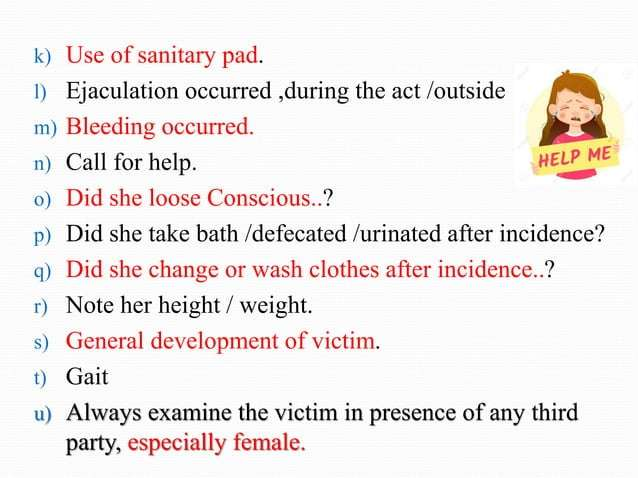 k) Use of sanitary pad.
l) Ejaculation occurred ,during the act /outside
m) Bleeding occurred.
n) Call for help.
HELP ME
o) Did she loose Conscious..?
p) Did she take bath /defecated /urinated after incidence?
q) Did she change or wash clothes after incidence..?
r) Note her height / weight.
s) General development of victim.
t) Gait
u) Always examine the victim in presence of any third
party, especially female.